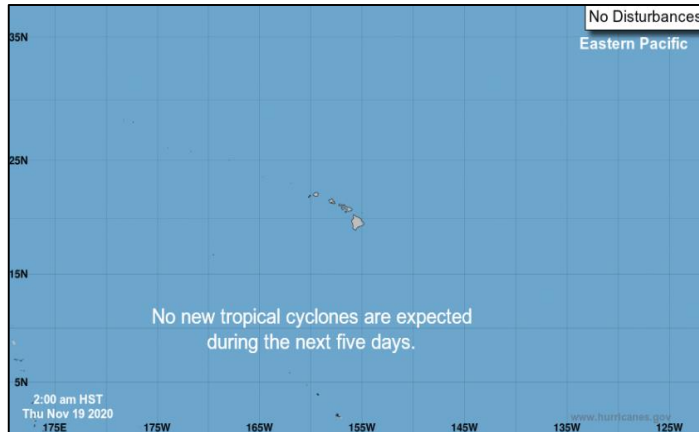 No Disturbances
35N
Eastern Pacific
25N
15N
No new tropical cyclones are expected
during the next five days.
5N
2:00 am HST
Thu Nov 19 2020
www.hurricanes.gov
175E
175W
165W
155W
145W
135W
125W